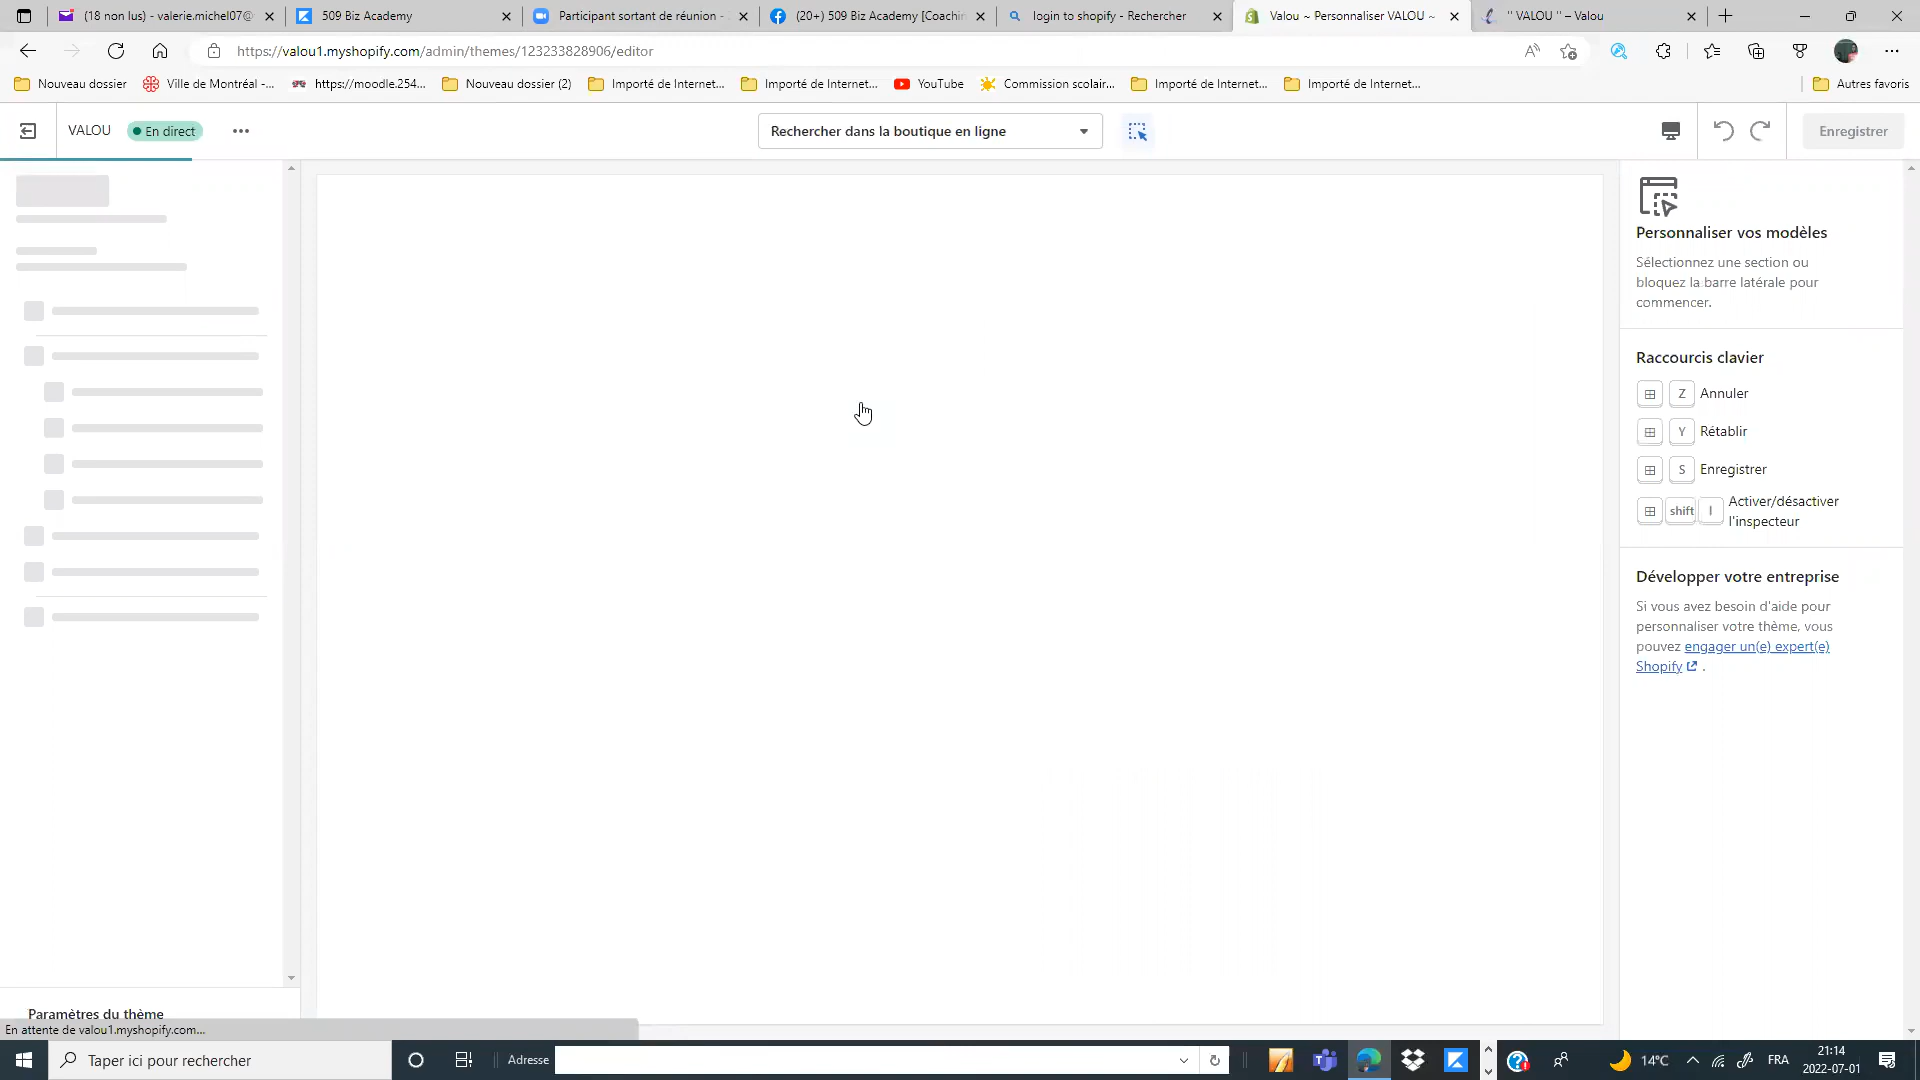 (18 non lus) - valerie.michel07@
509 Biz Academy
Participant sortant de réunion -
(20+) 509 Biz Academy [Coachin
login to shopify - Rechercher
Valou ~ Personnaliser VALOU ~
" VALOU " – Valou
https://valou1.myshopify.com/admin/themes/123233828906/editor
Nouveau dossier
Ville de Montréal -...
https://moodle.254...
Nouveau dossier (2)
Importé de Internet...
Importé de Internet...
YouTube
Commission scolair...
Importé de Internet...
Importé de Internet...
Autres favoris
VALOU
En direct
Rechercher dans la boutique en ligne
Enregistrer
Personnaliser vos modèles
Sélectionnez une section ou
bloquez la barre latérale pour
commencer.
Raccourcis clavier
Z Annuler
Y Rétablir
S Enregistrer
shift I Activer/désactiver
l'inspecteur
Développer votre entreprise
Si vous avez besoin d'aide pour
personnaliser votre thème, vous
pouvez engager un(e) expert(e)
Shopify .
Paramètres du thème
En attente de valou1.myshopify.com...
Taper ici pour rechercher
Adresse
14°C
FRA
21:14
2022-07-01